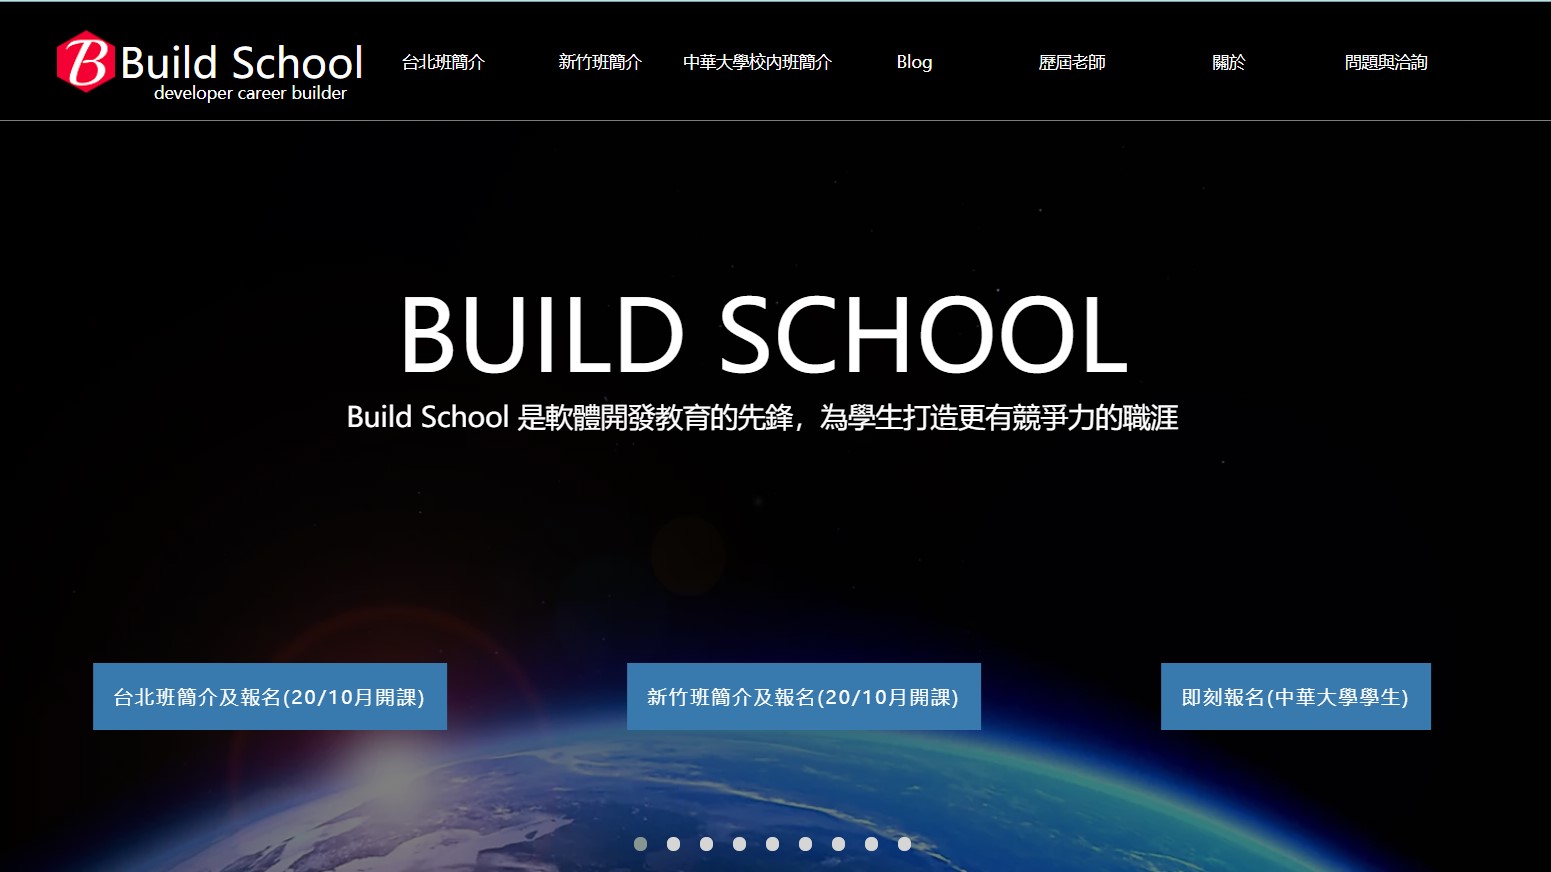 B Build School
developer career builder
台北班簡介
新竹班簡介
中華大學校內班簡介
Blog
歷屆老師
關於
問題與洽詢
BUILD SCHOOL
Build School 是軟體開發教育的先鋒，為學生打造更有競爭力的職涯
台北班簡介及報名(20/10月開課)
新竹班簡介及報名(20/10月開課)
即刻報名(中華大學學生)